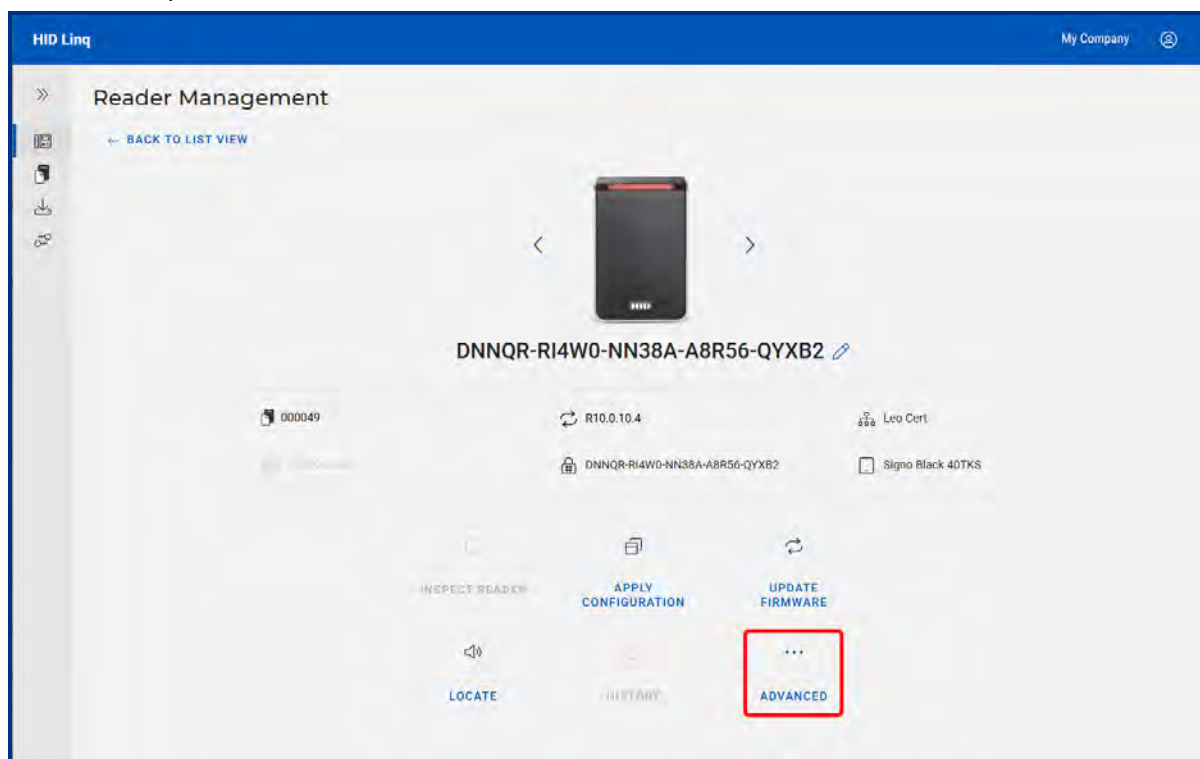 HID Linq
My Company
Reader Management
← BACK TO LIST VIEW
HID
DNNQR-RI4W0-NN38A-A8R56-QYXB2
000049
R10.0.10.4
Leo Cert
DNNQR-RI4W0-NN38A-A8R56-QYXB2
Signo Black 40TKS
INSPECT READER
APPLY
CONFIGURATION
UPDATE
FIRMWARE
LOCATE
HISTORY
ADVANCED